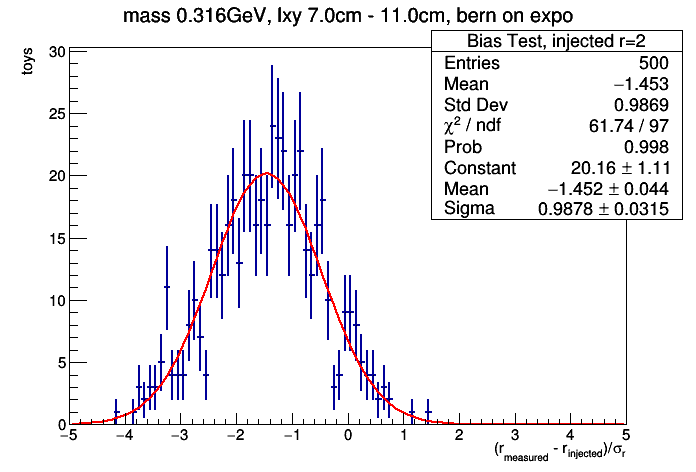 mass 0.316GeV, lxy 7.0cm - 11.0cm, bern on expo
Bias Test, injected r=2
Entries 500
Mean −1.453
Std Dev 0.9869
χ² / ndf 61.74 / 97
Prob 0.998
Constant 20.16 ± 1.11
Mean −1.452 ± 0.044
Sigma 0.9878 ± 0.0315
toys
30
25
20
15
10
5
0
−5 −4 −3 −2 −1 0 1 2 3 4 5
(r_measured - r_injected)/σ_r